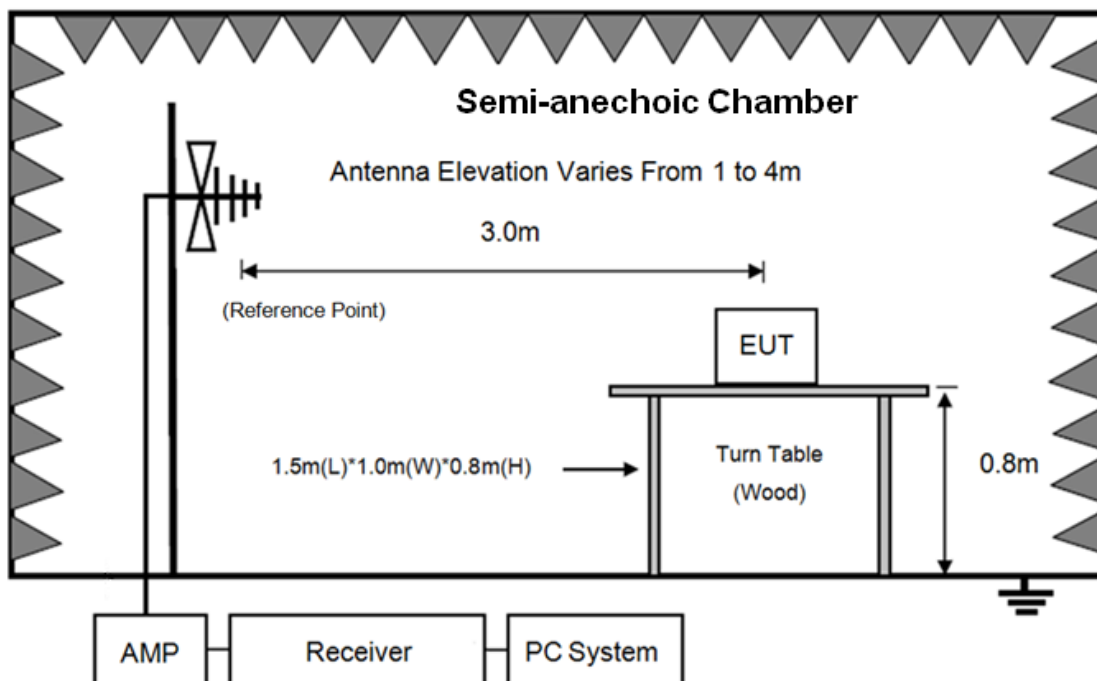 Semi-anechoic Chamber
Antenna Elevation Varies From 1 to 4m
3.0m
(Reference Point)
EUT
1.5m(L)*1.0m(W)*0.8m(H)
Turn Table
(Wood)
0.8m
AMP
Receiver
PC System